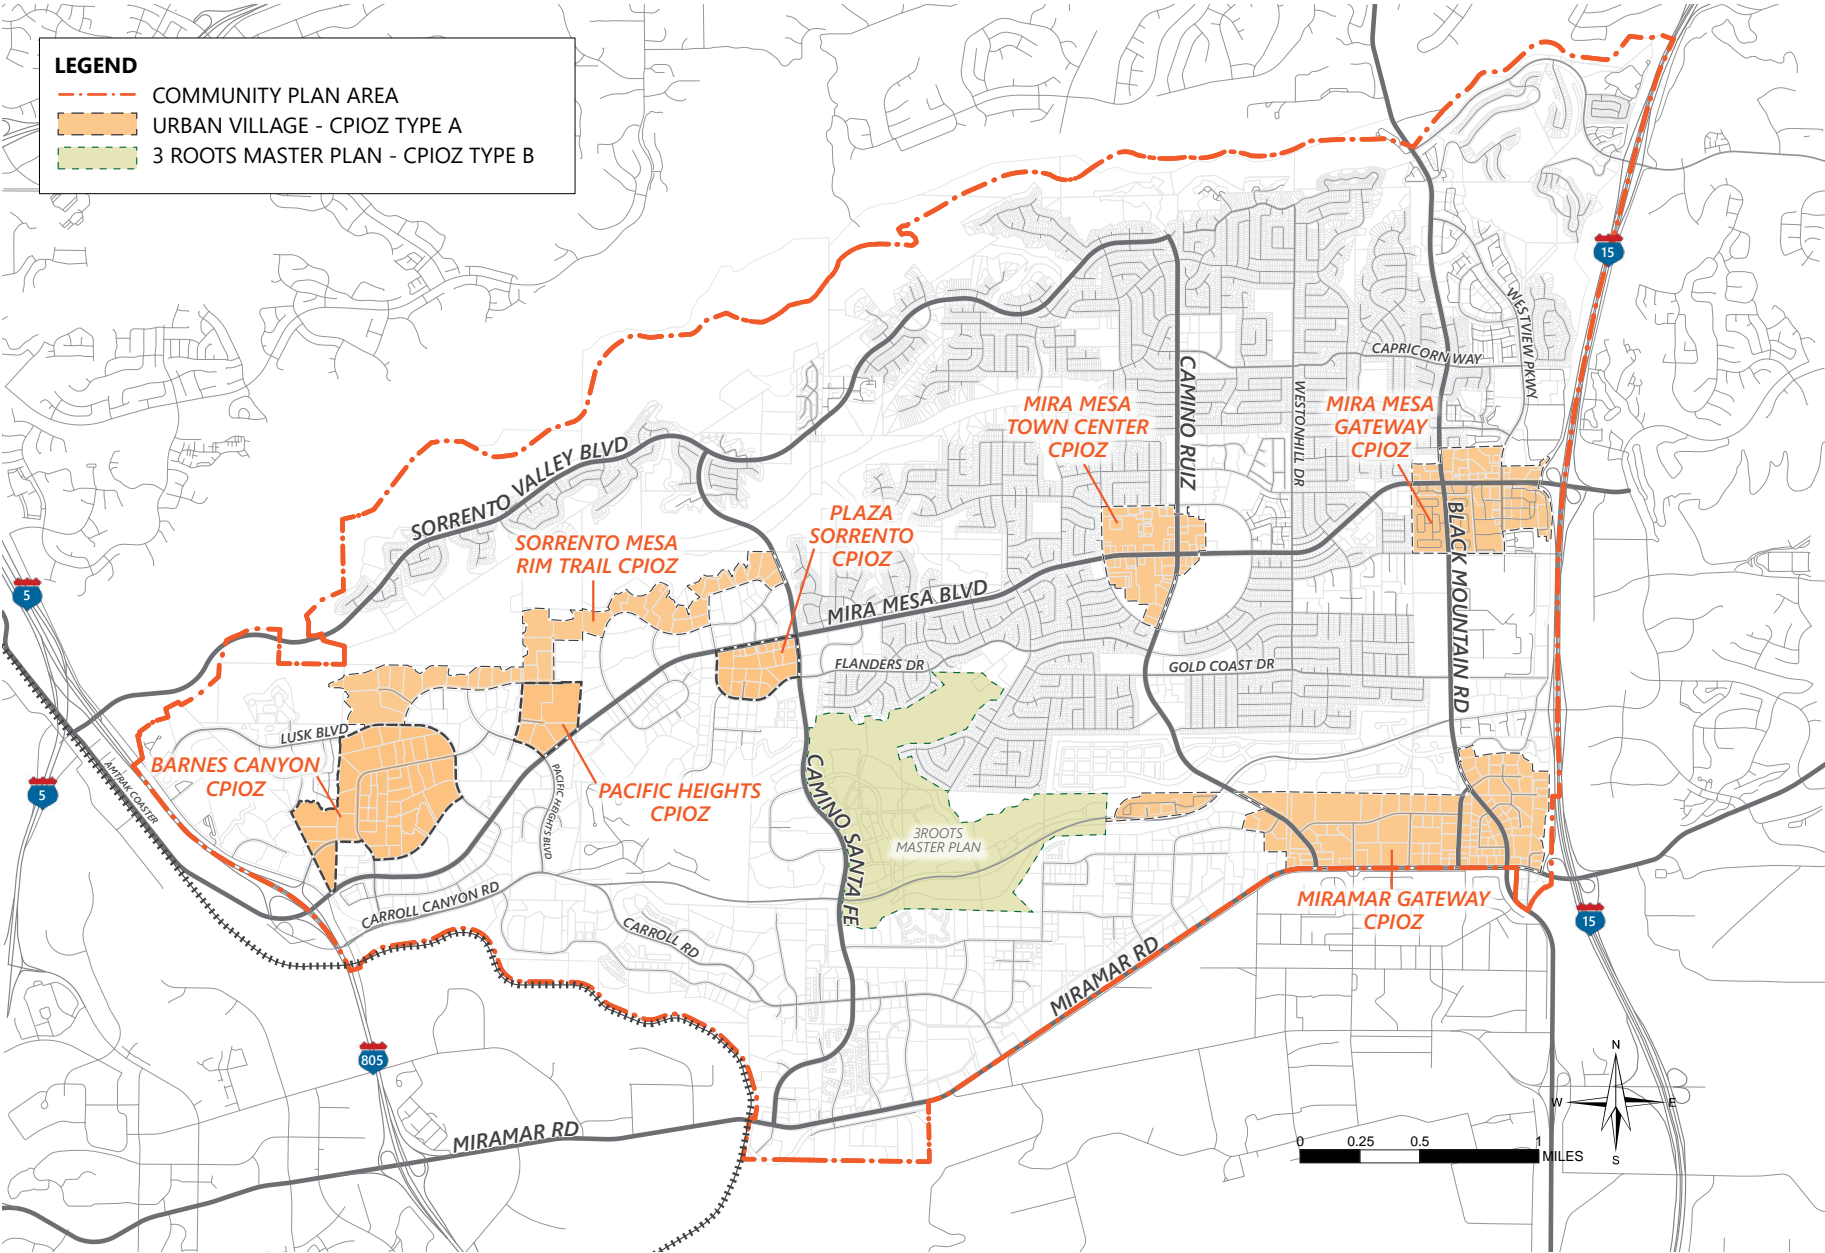 LEGEND
COMMUNITY PLAN AREA
URBAN VILLAGE - CPIOZ TYPE A
3 ROOTS MASTER PLAN - CPIOZ TYPE B
15
WESTVIEW PKWY
CAPRICORN WAY
CAMINO RUIZ
WESTONHILL DR
MIRA MESA
TOWN CENTER
CPIOZ
MIRA MESA
GATEWAY
CPIOZ
SORRENTO VALLEY BLVD
PLAZA
SORRENTO
CPIOZ
SORRENTO MESA
RIM TRAIL CPIOZ
BLACK MOUNTAIN RD
5
MIRA MESA BLVD
FLANDERS DR
GOLD COAST DR
LUSK BLVD
BARNES CANYON
CPIOZ
5
AMTRAK COASTER
PACIFIC HEIGHTS BLVD
PACIFIC HEIGHTS
CPIOZ
CAMINO SANTA FE
3ROOTS
MASTER PLAN
CARROLL CANYON RD
CARROLL RD
MIRAMAR GATEWAY
CPIOZ
15
MIRAMAR RD
805
MIRAMAR RD
N
W
E
S
0 0.25 0.5 1
MILES